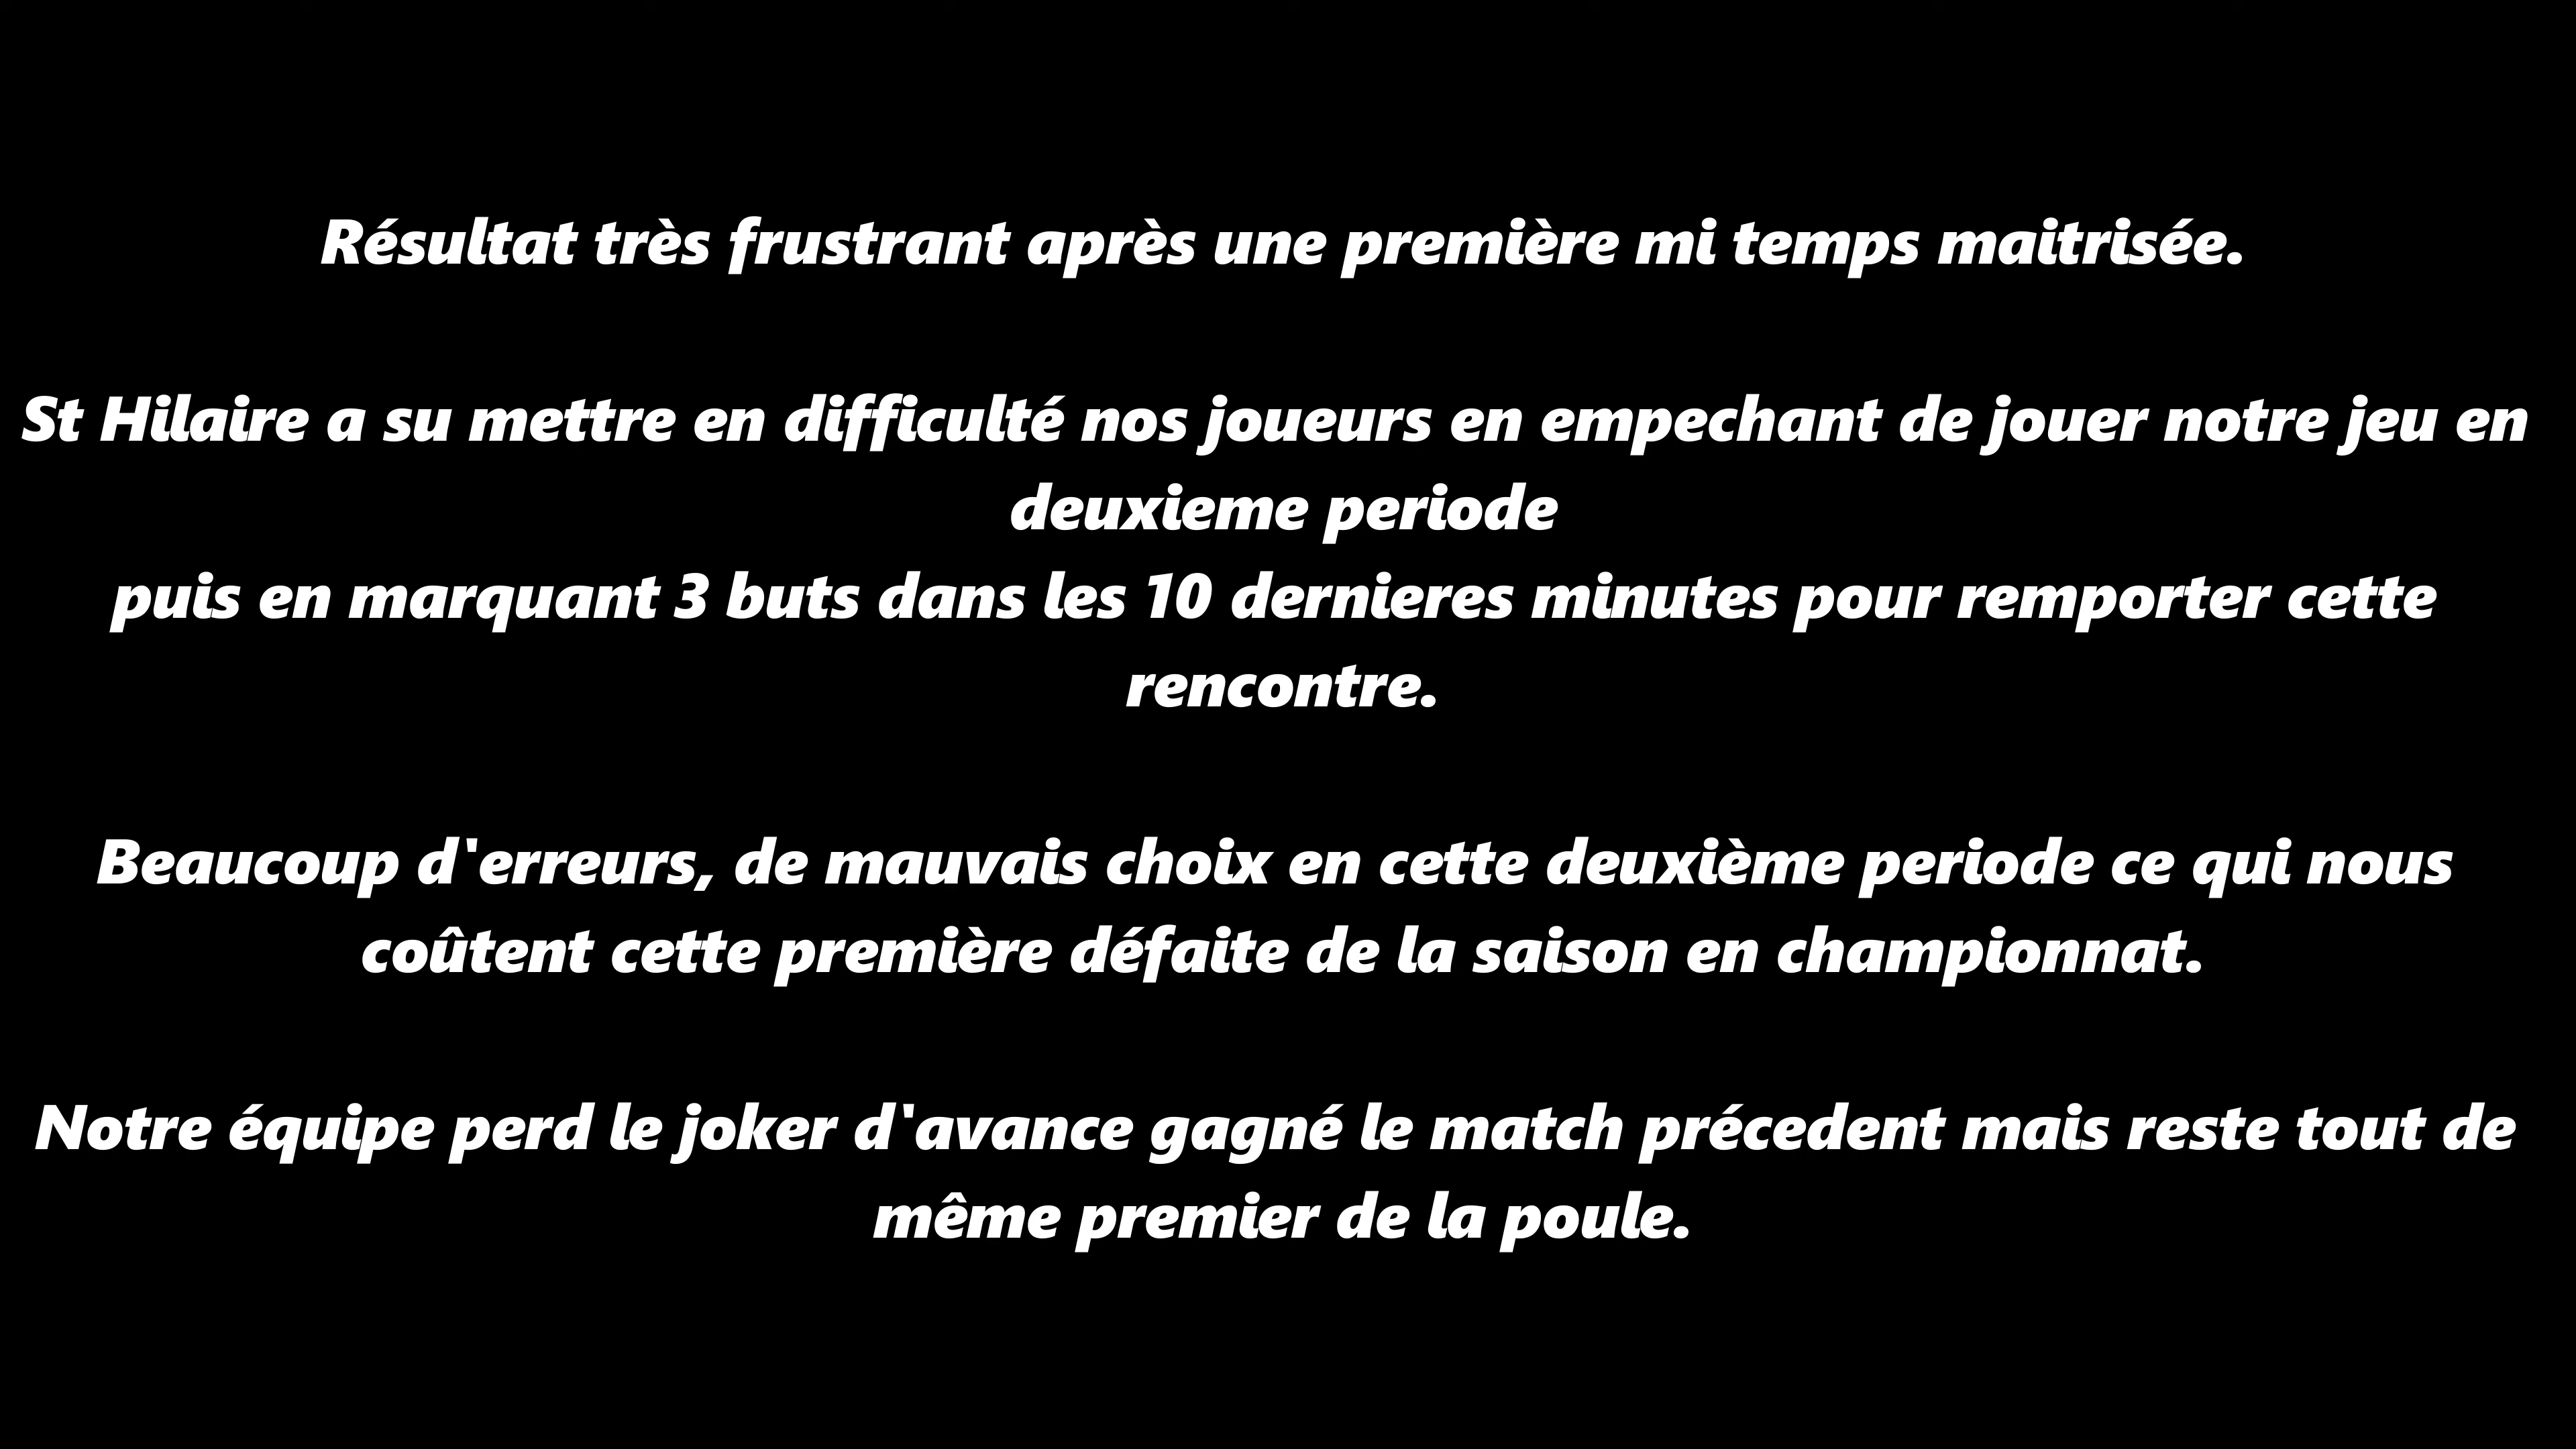 Résultat très frustrant après une première mi temps maitrisée.
St Hilaire a su mettre en difficulté nos joueurs en empechant de jouer notre jeu en
deuxieme periode
puis en marquant 3 buts dans les 10 dernieres minutes pour remporter cette
rencontre.
Beaucoup d'erreurs, de mauvais choix en cette deuxième periode ce qui nous
coûtent cette première défaite de la saison en championnat.
Notre équipe perd le joker d'avance gagné le match précedent mais reste tout de
même premier de la poule.